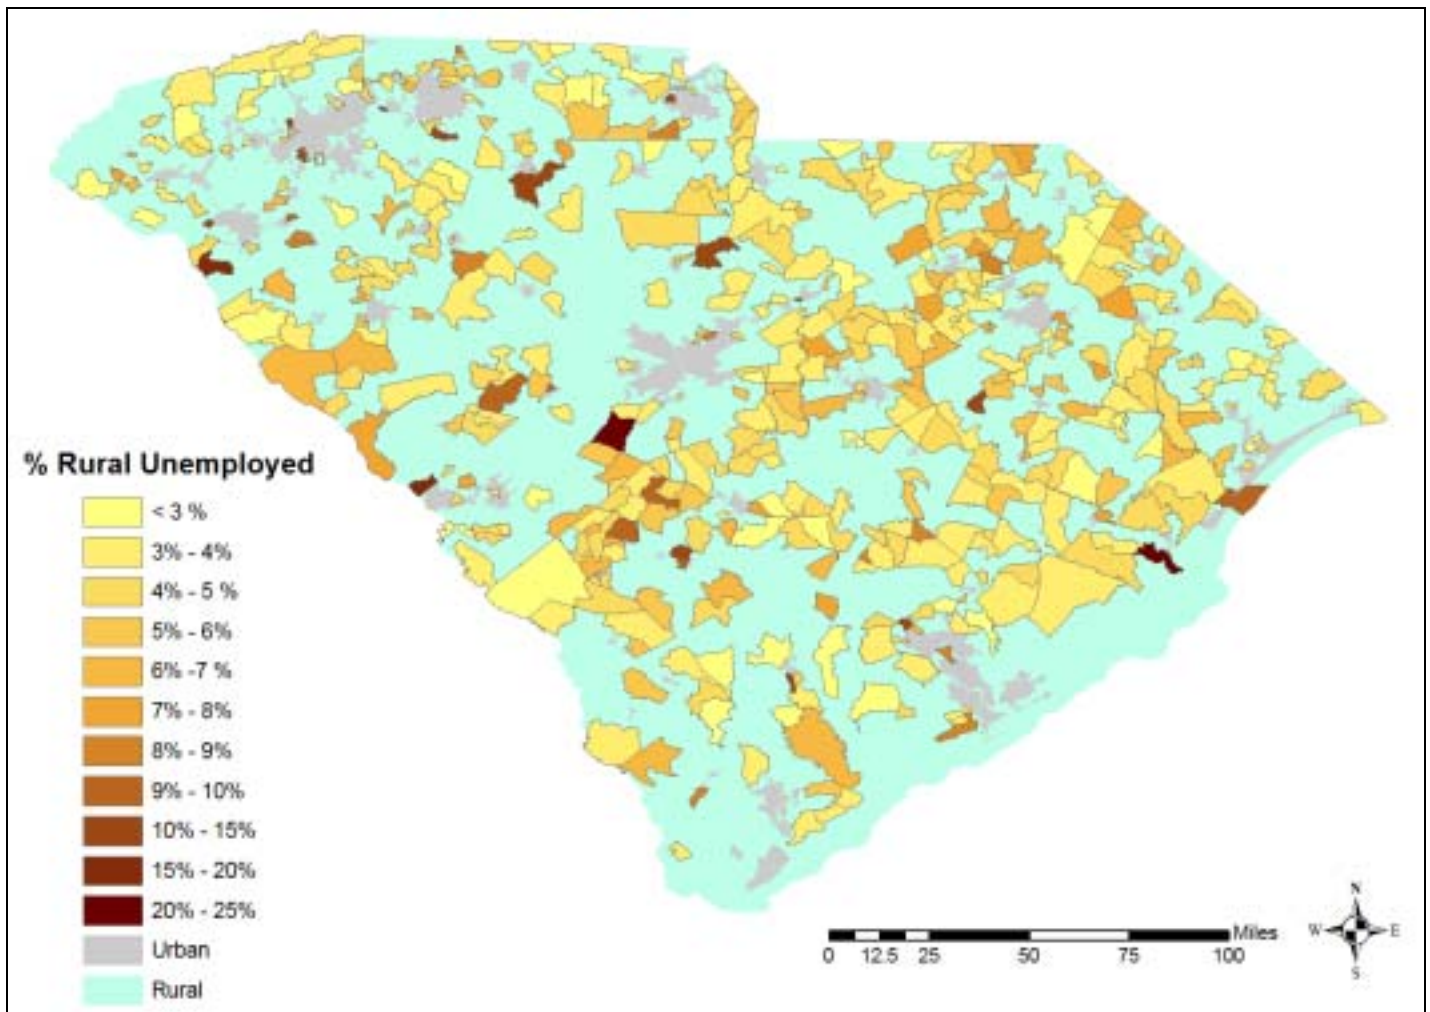 % Rural Unemployed
< 3 %
3% - 4%
4% - 5 %
5% - 6%
6% -7 %
7% - 8%
8% - 9%
9% - 10%
10% - 15%
15% - 20%
20% - 25%
Urban
Rural
Miles
0 12.5 25 50 75 100
N
W E
S